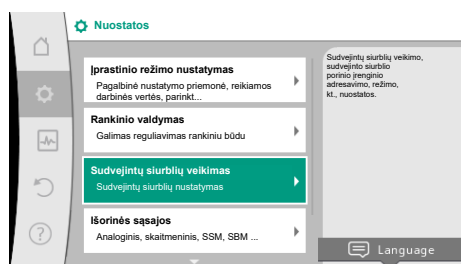 Nuostatos
Įprastinio režimo nustatymas
Pagalbinė nustatymo priemonė, reikiamos
darbinės vertės, parinkt...
Rankinio valdymas
Galimas reguliavimas rankiniu būdu
Sudvejintų siurblių veikimas
Sudvejintų siurblių nustatymas
Išorinės sąsajos
Analoginis, skaitmeninis, SSM, SBM ...
Sudvejintų siurblių veikimo,
sudvejinto siurblio
porinio įrenginio
adresavimo, režimo,
kt., nuostatos.
Language